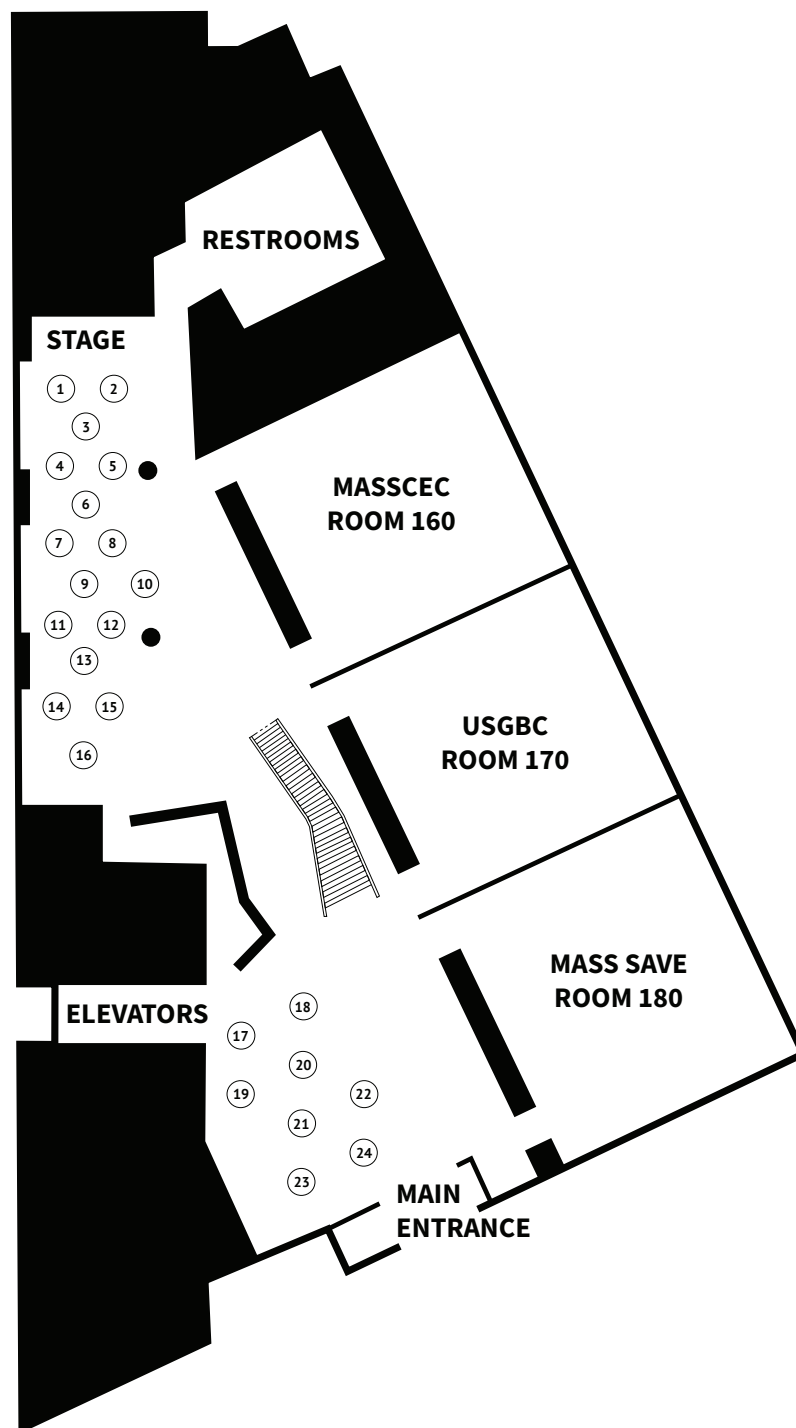 RESTROOMS
STAGE
1 2
3
4 5
6
7 8
9 10
11 12
13
14 15
16
MASSCEC
ROOM 160
USGBC
ROOM 170
MASS SAVE
ROOM 180
ELEVATORS
18
17
20
19 22
21
24
23
MAIN
ENTRANCE